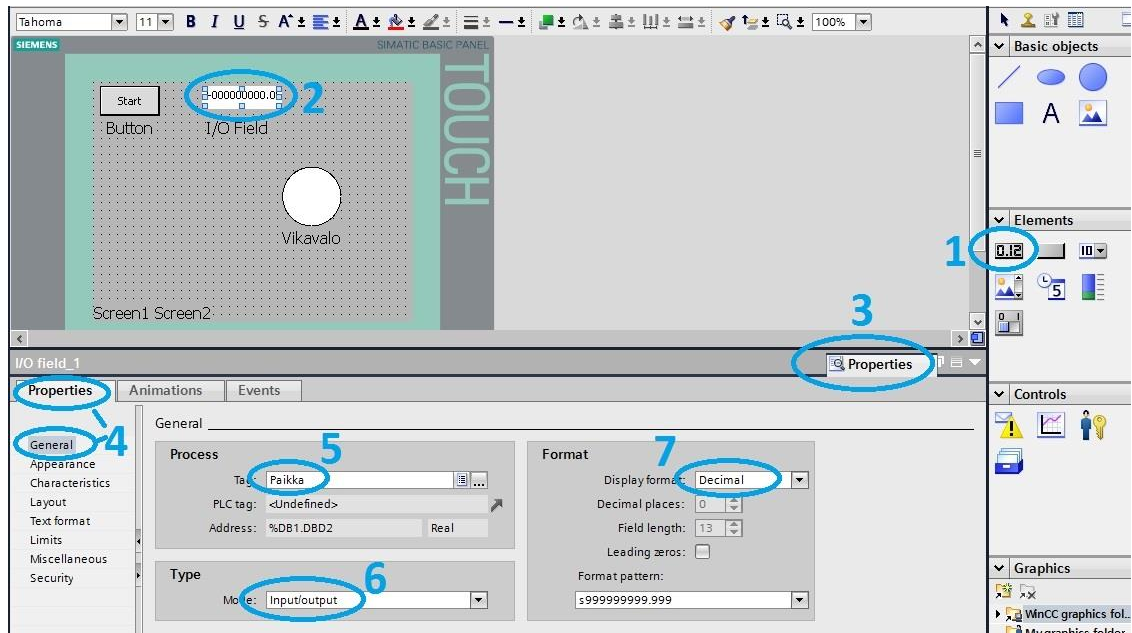 Tahoma 11 B I U S A A 100%
SIEMENS
SIMATIC BASIC PANEL
TOUCH
Start
Button
-000000000.0
I/O Field
2
Vikavalo
Screen1 Screen2
Basic objects
A
Elements
1
0.12
10
5
0 1
Controls
Graphics
WinCC graphics fol...
My graphics folder
3
I/O field_1
Properties
Properties
Animations
Events
4
General
Appearance
Characteristics
Layout
Text format
Limits
Miscellaneous
Security
General
Process
5
Tag: Paikka
...
PLC tag: <Undefined>
Address: %DB1.DBD2 Real
Type
6
Mode: Input/output
Format
7
Display format: Decimal
Decimal places: 0
Field length: 13
Leading zeros:
Format pattern:
s999999999.999